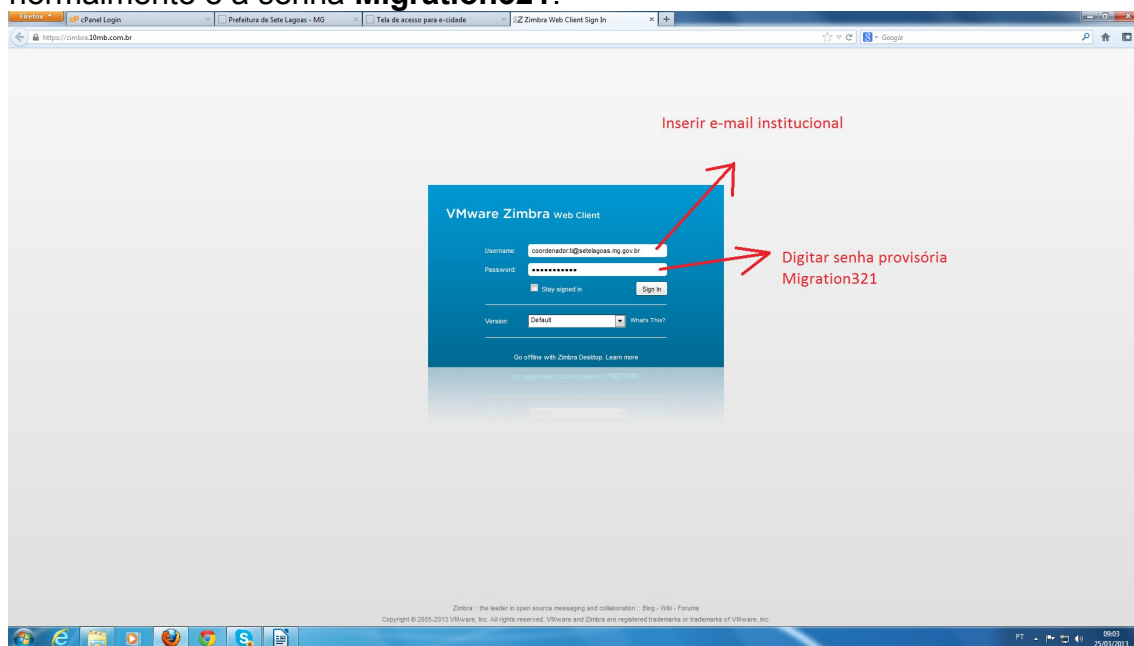 normalmente e a senha Migration321.
Firefox
cP cPanel Login
Prefeitura de Sete Lagoas - MG
Tela de acesso para e-cidade
Zimbra Web Client Sign In
https://zimbra.10mb.com.br
Google
Inserir e-mail institucional
VMware Zimbra Web Client
Username: coordenador.ti@setelagoas.mg.gov.br
Password: •••••••••••
Digitar senha provisória
Migration321
Stay signed in
Sign In
Version: Default What's This?
Go offline with Zimbra Desktop. Learn more
Zimbra :: the leader in open source messaging and collaboration :: Blog - Wiki - Forums
Copyright © 2005-2013 VMware, Inc. All rights reserved. VMware and Zimbra are registered trademarks or trademarks of VMware, Inc.
PT
09:03
25/03/2013